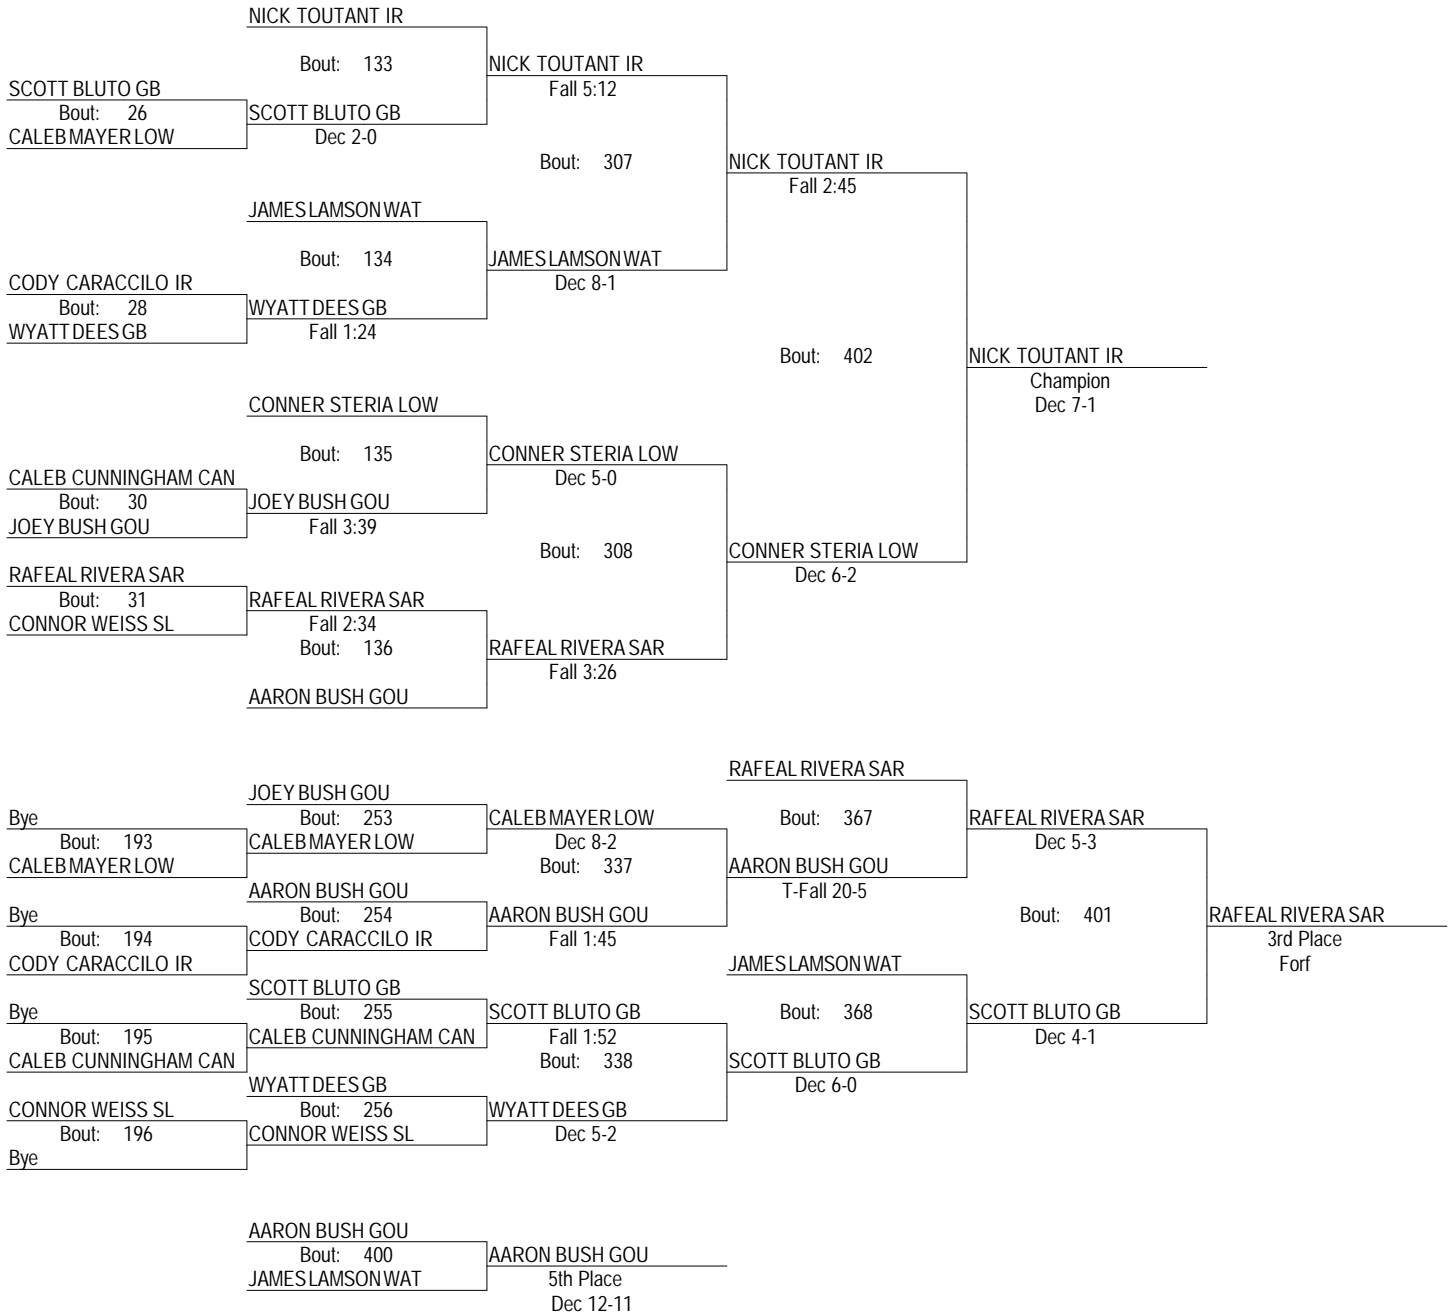 NICK TOUTANT IR
Bout: 133
NICK TOUTANT IR
SCOTT BLUTO GB
Fall 5:12
Bout: 26
SCOTT BLUTO GB
CALEB MAYER LOW
Dec 2-0
Bout: 307
NICK TOUTANT IR
Fall 2:45
JAMES LAMSON WAT
Bout: 134
JAMES LAMSON WAT
CODY CARACCILO IR
Dec 8-1
Bout: 28
WYATT DEES GB
WYATT DEES GB
Fall 1:24
Bout: 402
NICK TOUTANT IR
Champion
CONNER STERIA LOW
Dec 7-1
Bout: 135
CONNER STERIA LOW
CALEB CUNNINGHAM CAN
Dec 5-0
Bout: 30
JOEY BUSH GOU
JOEY BUSH GOU
Fall 3:39
Bout: 308
CONNER STERIA LOW
RAFEAL RIVERA SAR
Dec 6-2
Bout: 31
RAFEAL RIVERA SAR
CONNOR WEISS SL
Fall 2:34
Bout: 136
RAFEAL RIVERA SAR
Fall 3:26
AARON BUSH GOU
RAFEAL RIVERA SAR
JOEY BUSH GOU
Bye
Bout: 253
CALEB MAYER LOW
Bout: 367
RAFEAL RIVERA SAR
Bout: 193
CALEB MAYER LOW
Dec 8-2
Dec 5-3
CALEB MAYER LOW
Bout: 337
AARON BUSH GOU
AARON BUSH GOU
T-Fall 20-5
Bye
Bout: 254
AARON BUSH GOU
Bout: 401
RAFEAL RIVERA SAR
Bout: 194
CODY CARACCILO IR
Fall 1:45
3rd Place
CODY CARACCILO IR
JAMES LAMSON WAT
Forf
SCOTT BLUTO GB
Bye
Bout: 255
SCOTT BLUTO GB
Bout: 368
SCOTT BLUTO GB
Bout: 195
CALEB CUNNINGHAM CAN
Fall 1:52
Dec 4-1
CALEB CUNNINGHAM CAN
Bout: 338
SCOTT BLUTO GB
WYATT DEES GB
Dec 6-0
CONNOR WEISS SL
Bout: 256
WYATT DEES GB
Bout: 196
CONNOR WEISS SL
Dec 5-2
Bye
AARON BUSH GOU
Bout: 400
AARON BUSH GOU
JAMES LAMSON WAT
5th Place
Dec 12-11